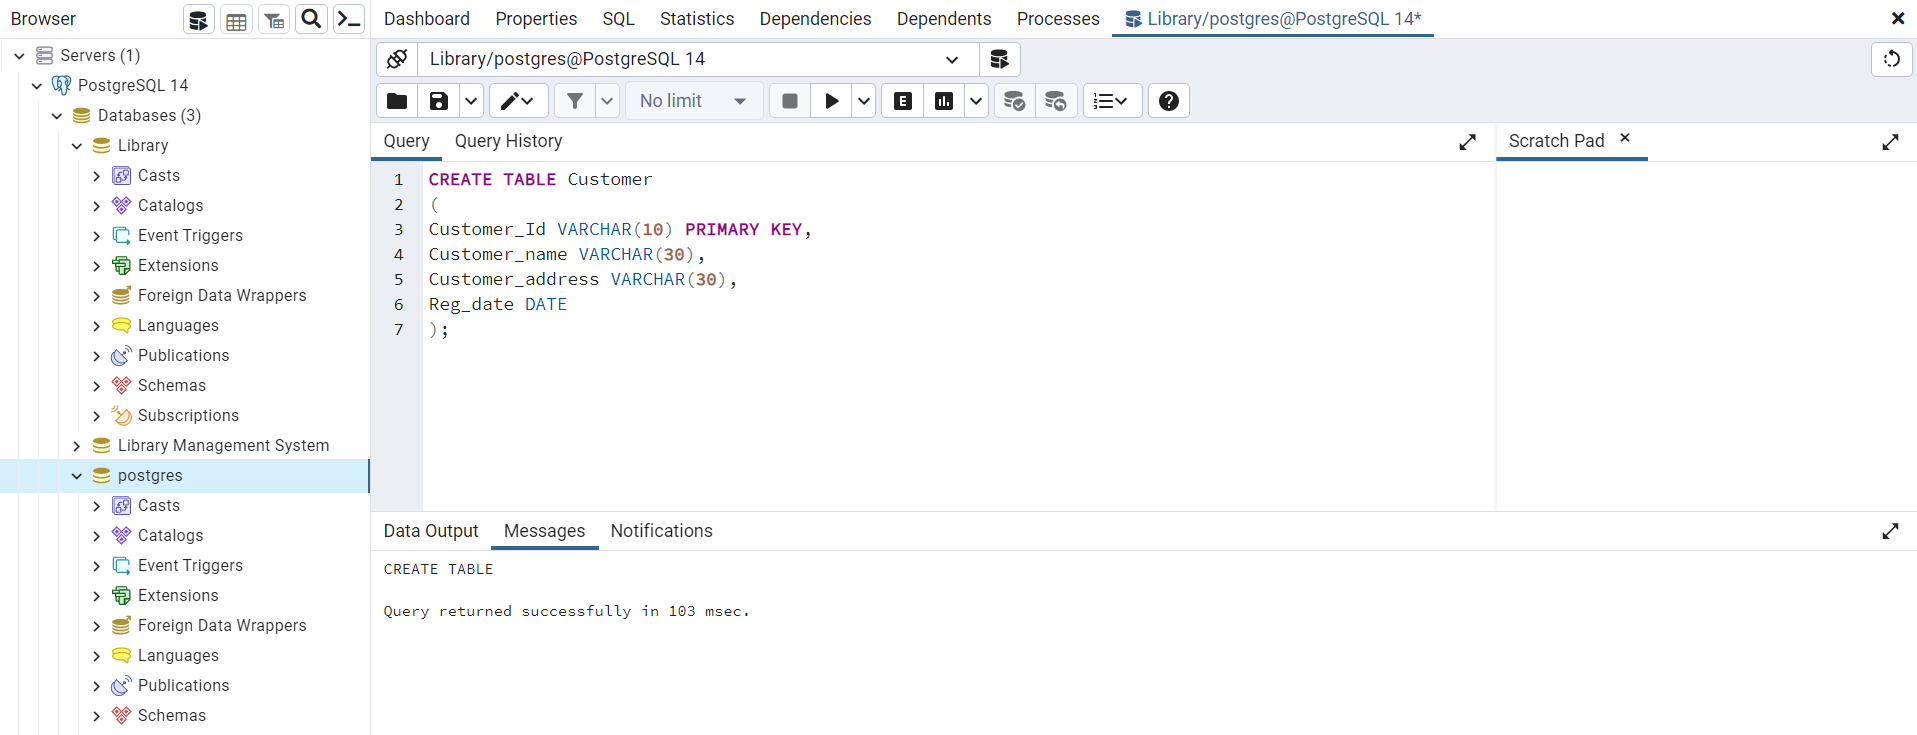 Browser
Servers (1)
PostgreSQL 14
Databases (3)
Library
Casts
Catalogs
Event Triggers
Extensions
Foreign Data Wrappers
Languages
Publications
Schemas
Subscriptions
Library Management System
postgres
Casts
Catalogs
Event Triggers
Extensions
Foreign Data Wrappers
Languages
Publications
Schemas
Dashboard Properties SQL Statistics Dependencies Dependents Processes Library/postgres@PostgreSQL 14*
Library/postgres@PostgreSQL 14
No limit E
Query Query History Scratch Pad
1 CREATE TABLE Customer
2 (
3 Customer_Id VARCHAR(10) PRIMARY KEY,
4 Customer_name VARCHAR(30),
5 Customer_address VARCHAR(30),
6 Reg_date DATE
7 );
Data Output Messages Notifications
CREATE TABLE
Query returned successfully in 103 msec.